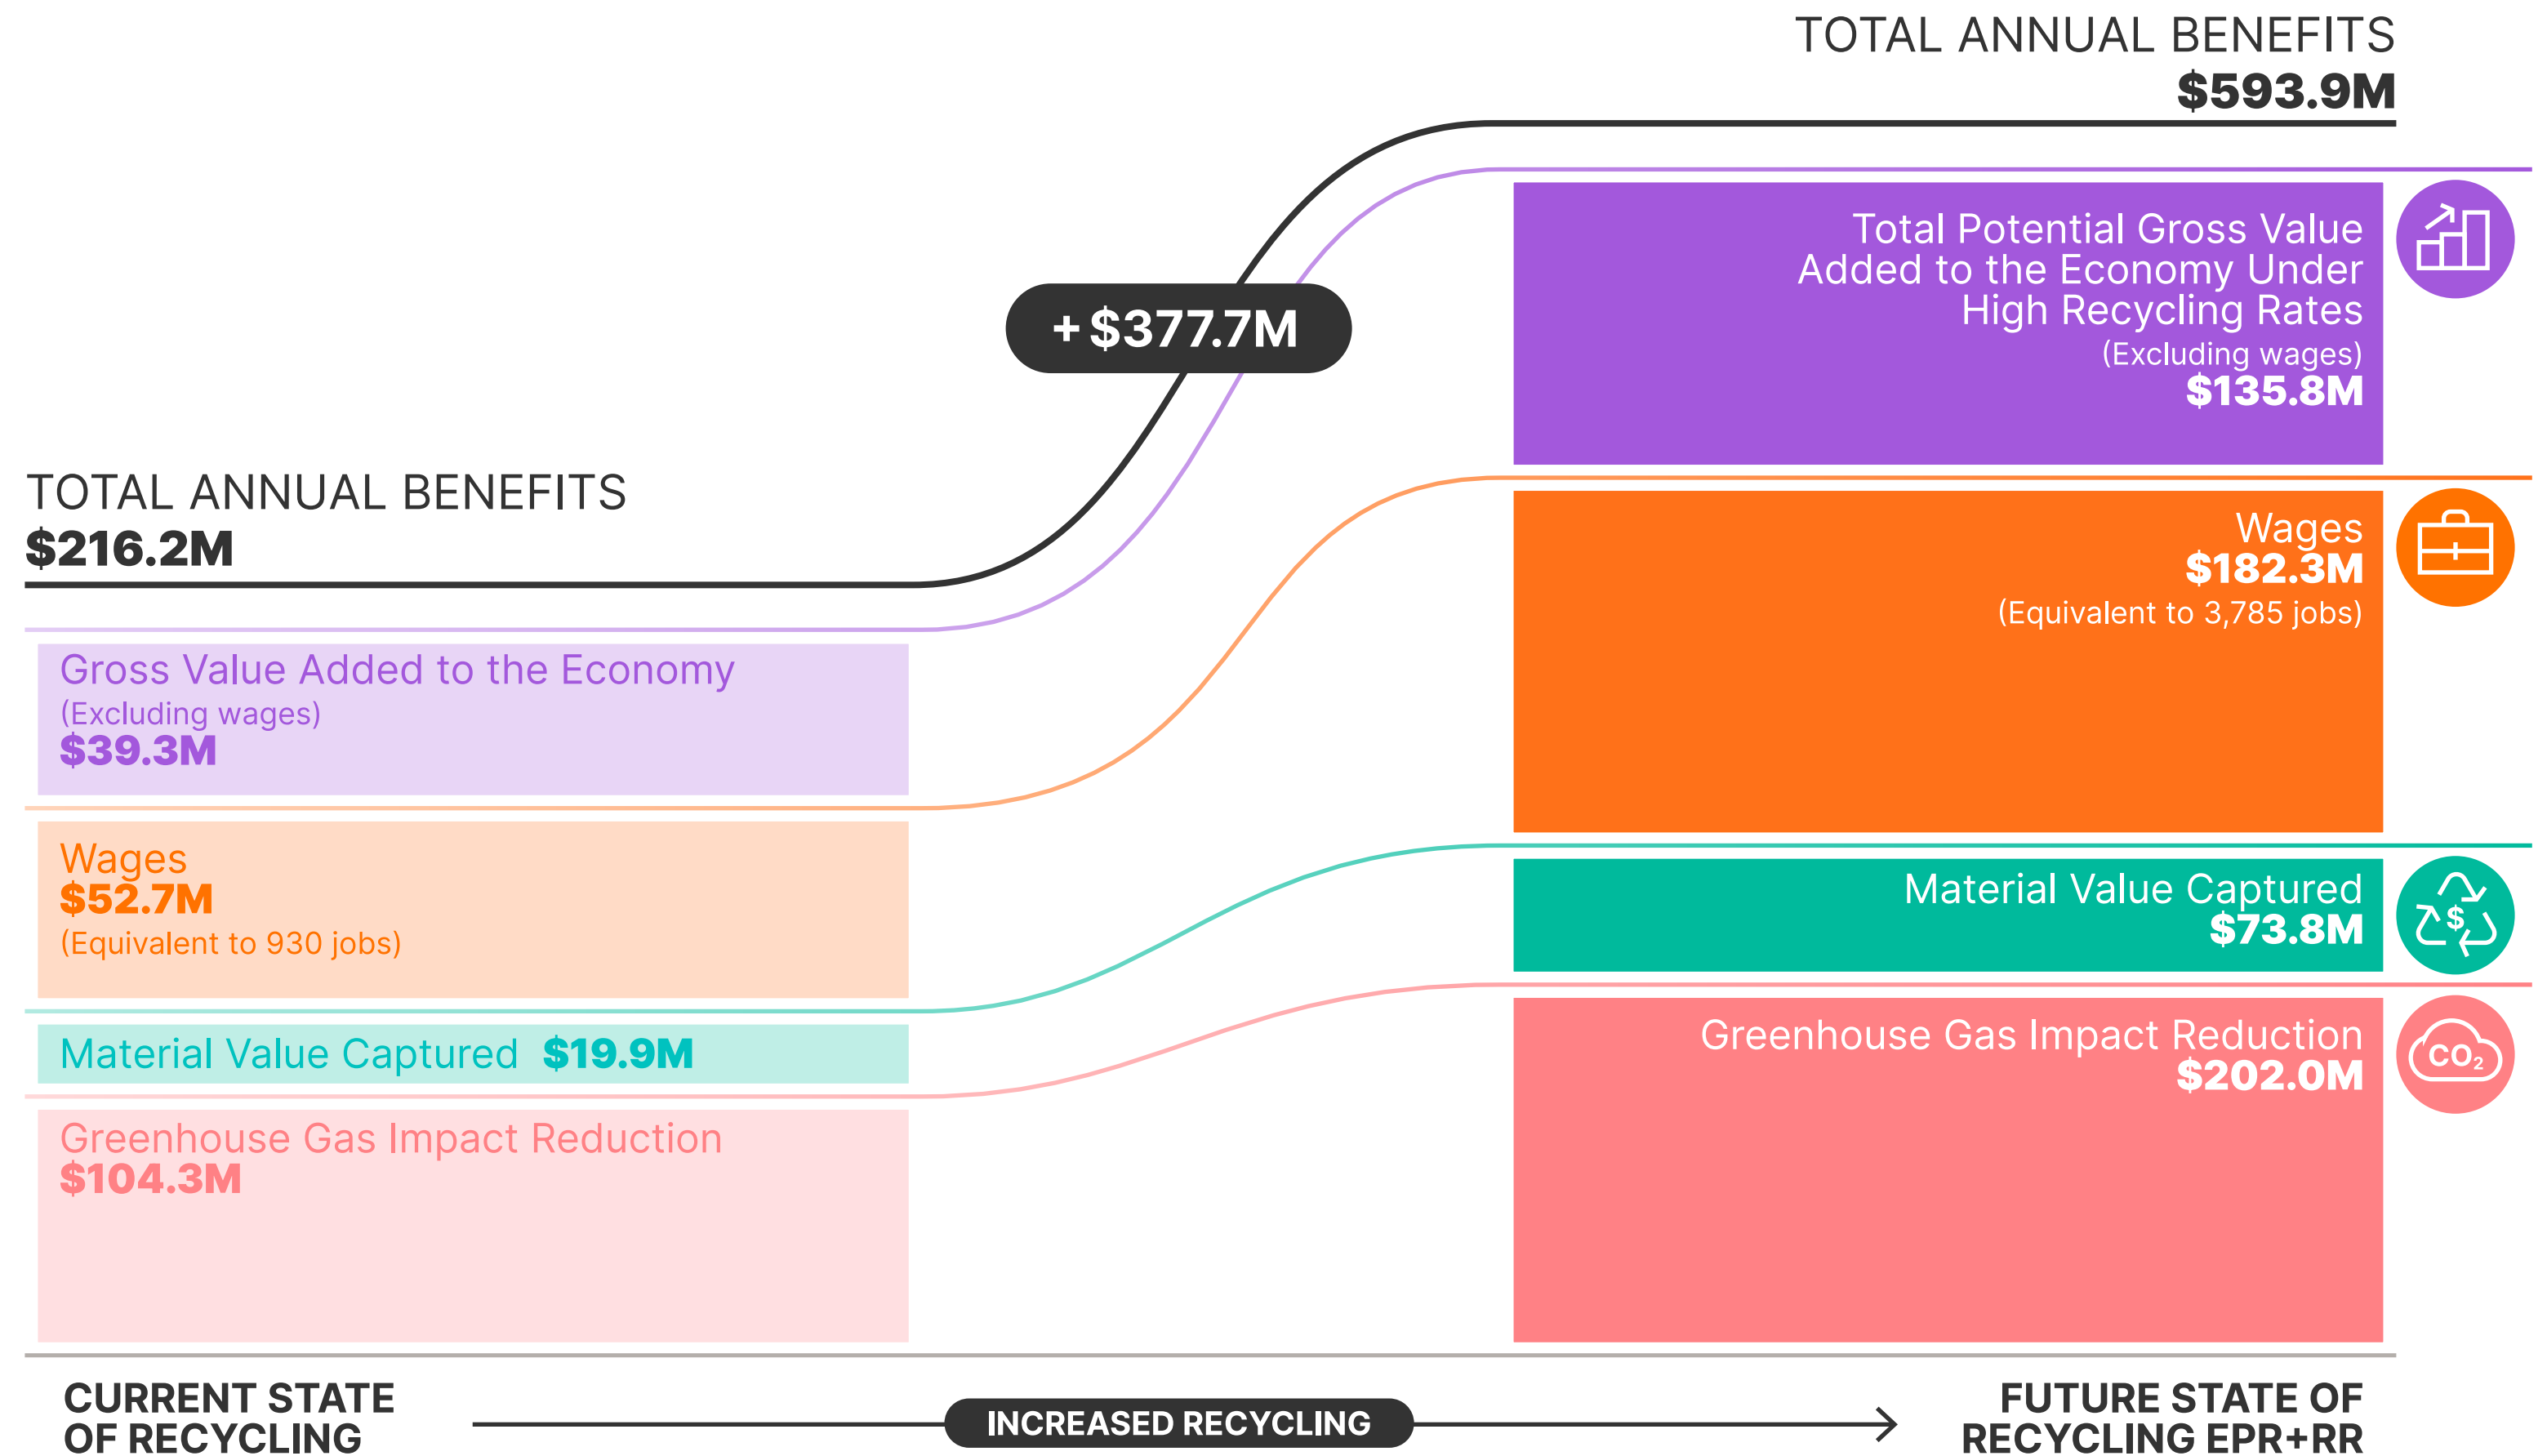 TOTAL ANNUAL BENEFITS
$593.9M
Total Potential Gross Value
Added to the Economy Under
High Recycling Rates
(Excluding wages)
$135.8M
+$377.7M
TOTAL ANNUAL BENEFITS
$216.2M
Wages
$182.3M
(Equivalent to 3,785 jobs)
Gross Value Added to the Economy
(Excluding wages)
$39.3M
Wages
$52.7M
(Equivalent to 930 jobs)
Material Value Captured
$73.8M
$
Material Value Captured $19.9M
Greenhouse Gas Impact Reduction
$202.0M
CO₂
Greenhouse Gas Impact Reduction
$104.3M
CURRENT STATE
OF RECYCLING
INCREASED RECYCLING
FUTURE STATE OF
RECYCLING EPR+RR